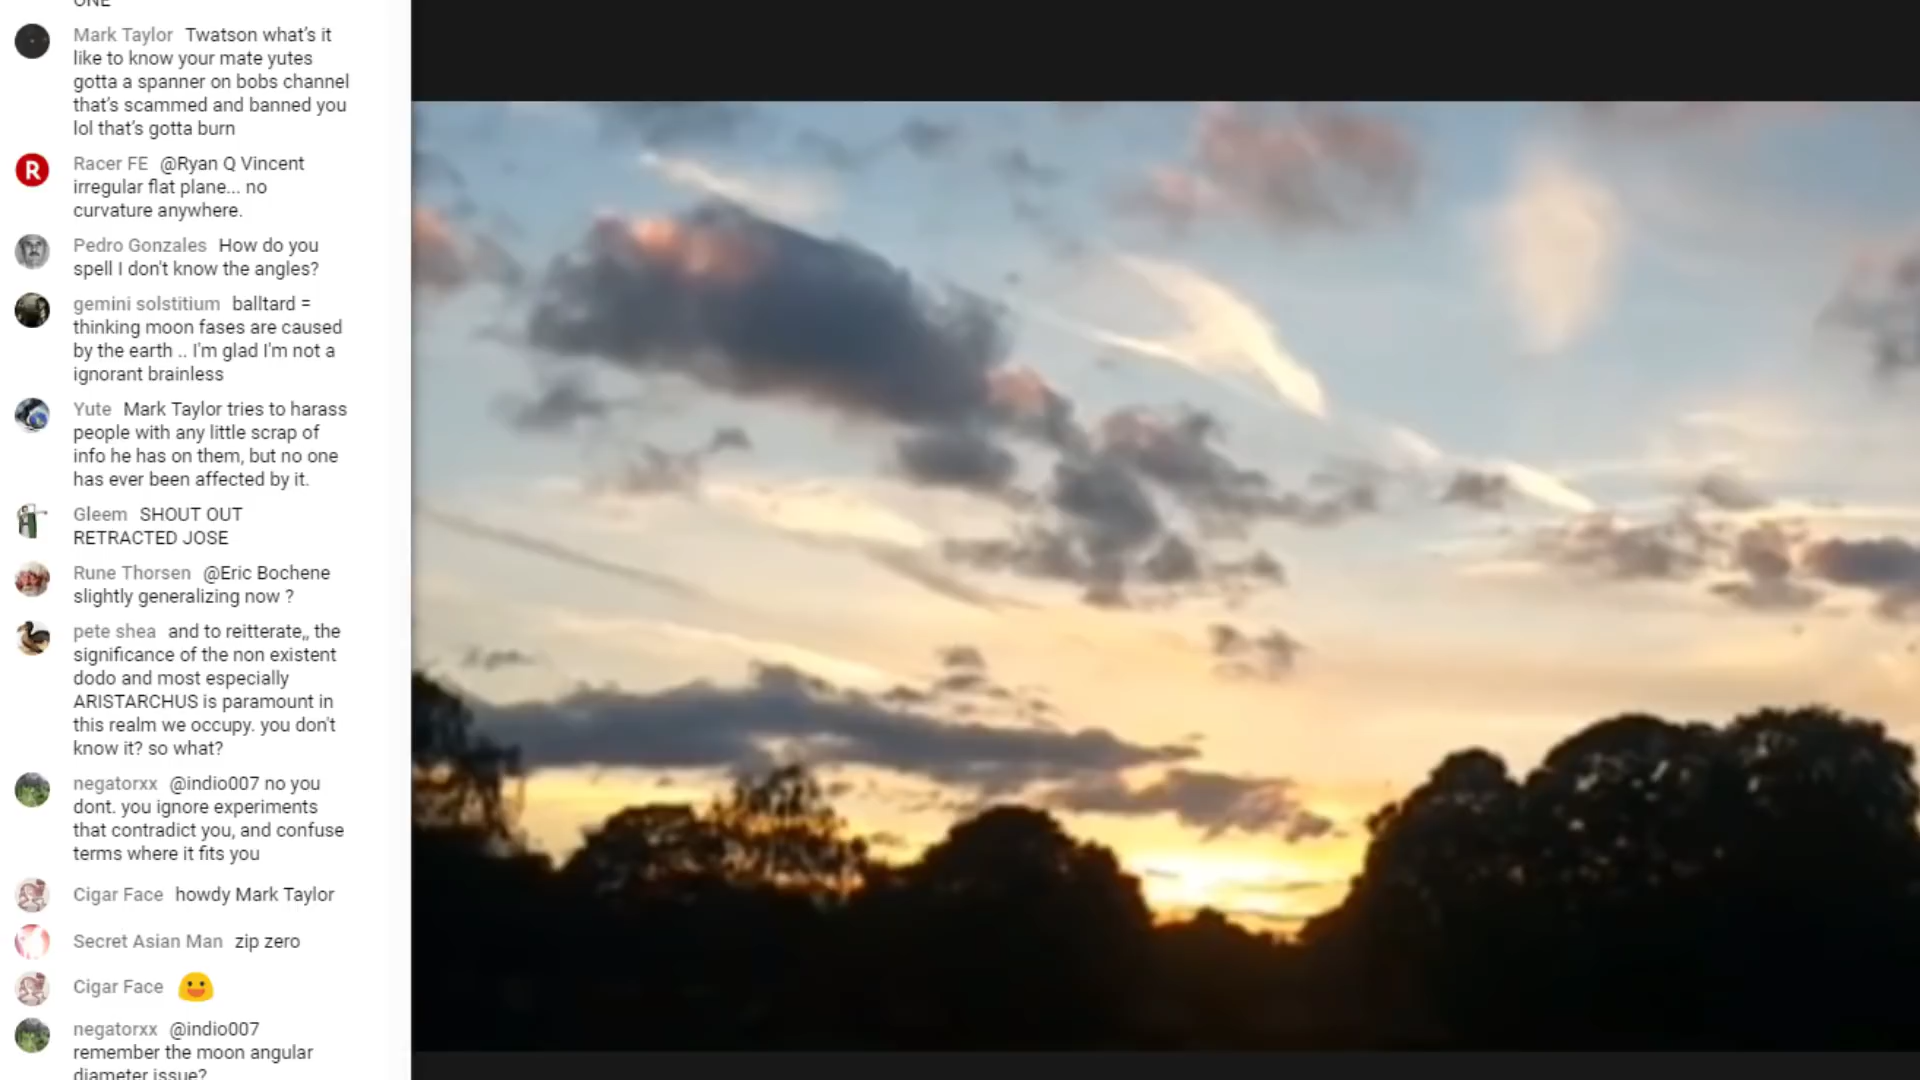 ONE
Mark Taylor Twatson what's it
like to know your mate yutes
gotta a spanner on bobs channel
that's scammed and banned you
lol that's gotta burn
R
Racer FE @Ryan Q Vincent
irregular flat plane... no
curvature anywhere.
Pedro Gonzales How do you
spell I don't know the angles?
gemini solstitium balltard =
thinking moon fases are caused
by the earth .. I'm glad I'm not a
ignorant brainless
Yute Mark Taylor tries to harass
people with any little scrap of
info he has on them, but no one
has ever been affected by it.
Gleem SHOUT OUT
RETRACTED JOSE
Rune Thorsen @Eric Bochene
slightly generalizing now ?
pete shea and to reitterate,, the
significance of the non existent
dodo and most especially
ARISTARCHUS is paramount in
this realm we occupy. you don't
know it? so what?
negatorxx @indio007 no you
dont. you ignore experiments
that contradict you, and confuse
terms where it fits you
Cigar Face howdy Mark Taylor
Secret Asian Man zip zero
Cigar Face 😃
negatorxx @indio007
remember the moon angular
diameter issue?